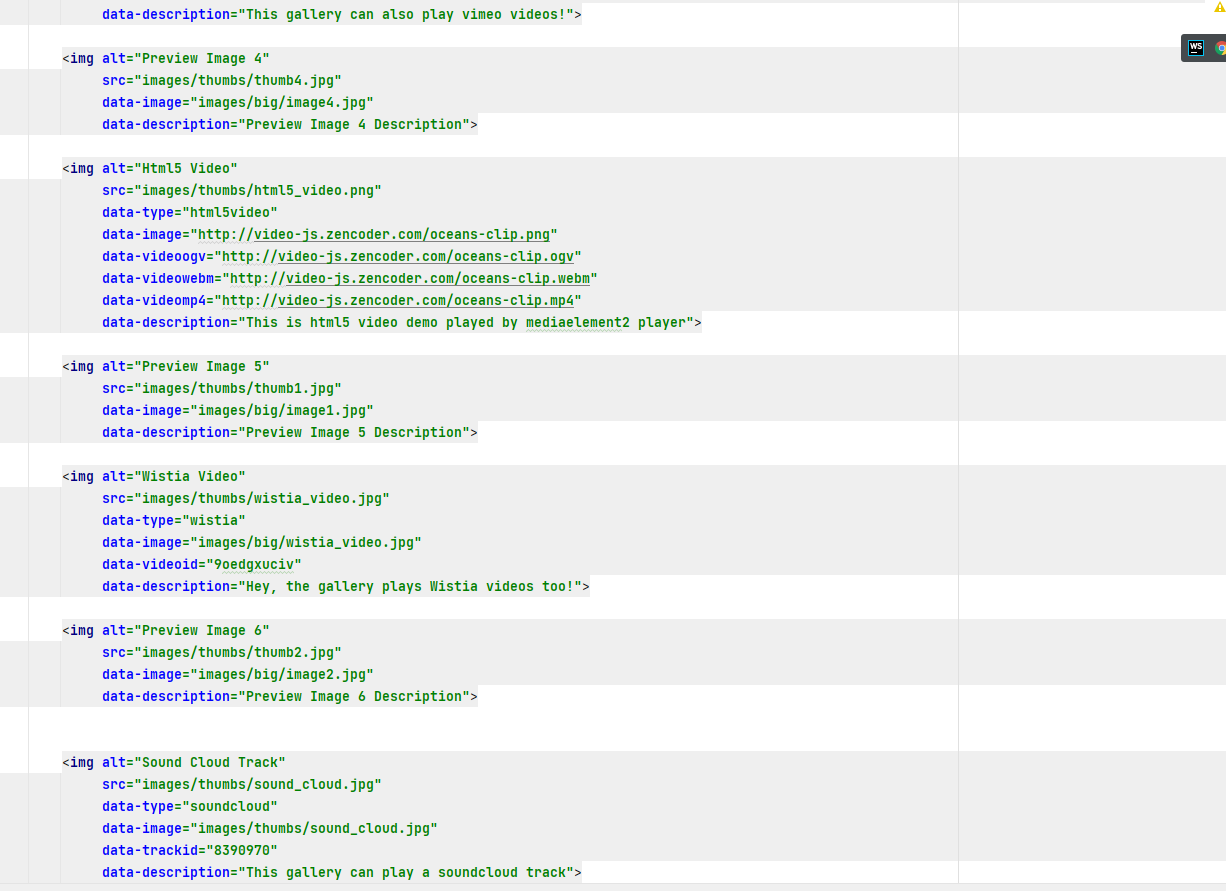 data-description="This gallery can also play vimeo videos!">
<img alt="Preview Image 4"
src="images/thumbs/thumb4.jpg"
data-image="images/big/image4.jpg"
data-description="Preview Image 4 Description">
<img alt="Html5 Video"
src="images/thumbs/html5_video.png"
data-type="html5video"
data-image="http://video-js.zencoder.com/oceans-clip.png"
data-videoogv="http://video-js.zencoder.com/oceans-clip.ogv"
data-videowebm="http://video-js.zencoder.com/oceans-clip.webm"
data-videomp4="http://video-js.zencoder.com/oceans-clip.mp4"
data-description="This is html5 video demo played by mediaelement2 player">
<img alt="Preview Image 5"
src="images/thumbs/thumb1.jpg"
data-image="images/big/image1.jpg"
data-description="Preview Image 5 Description">
<img alt="Wistia Video"
src="images/thumbs/wistia_video.jpg"
data-type="wistia"
data-image="images/big/wistia_video.jpg"
data-videoid="9oedgxuciv"
data-description="Hey, the gallery plays Wistia videos too!">
<img alt="Preview Image 6"
src="images/thumbs/thumb2.jpg"
data-image="images/big/image2.jpg"
data-description="Preview Image 6 Description">
<img alt="Sound Cloud Track"
src="images/thumbs/sound_cloud.jpg"
data-type="soundcloud"
data-image="images/thumbs/sound_cloud.jpg"
data-trackid="8390970"
data-description="This gallery can play a soundcloud track">
WS